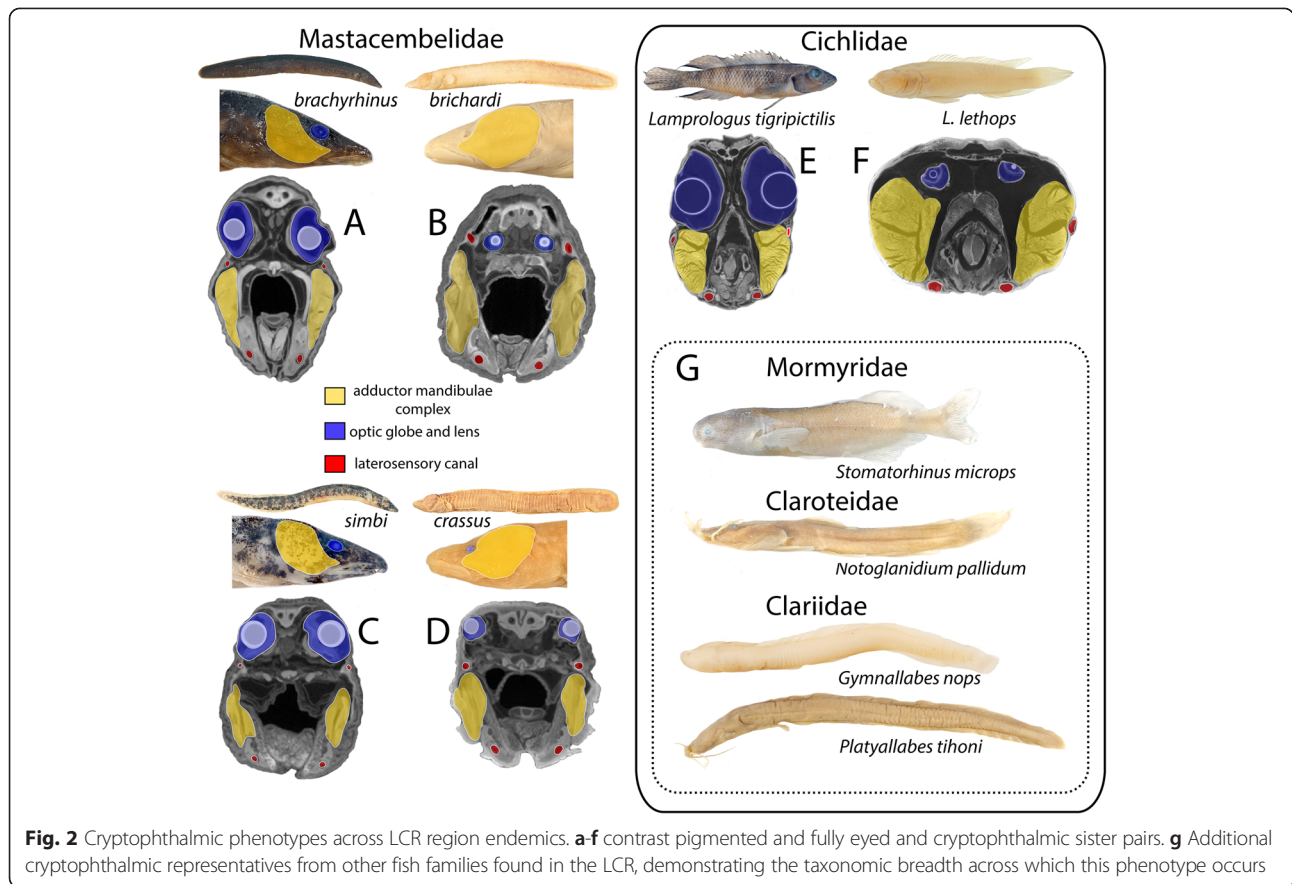 Mastacembelidae
brachyrhinus
brichardi
A
B
adductor mandibulae
complex
optic globe and lens
laterosensory canal
simbi
crassus
C
D
Cichlidae
Lamprologus tigripictilis
L. lethops
E
F
G
Mormyridae
Stomatorhinus microps
Claroteidae
Notoglanidium pallidum
Clariidae
Gymnallabes nops
Platyallabes tihoni
Fig. 2 Cryptophthalmic phenotypes across LCR region endemics. a-f contrast pigmented and fully eyed and cryptophthalmic sister pairs. g Additional
cryptophthalmic representatives from other fish families found in the LCR, demonstrating the taxonomic breadth across which this phenotype occurs